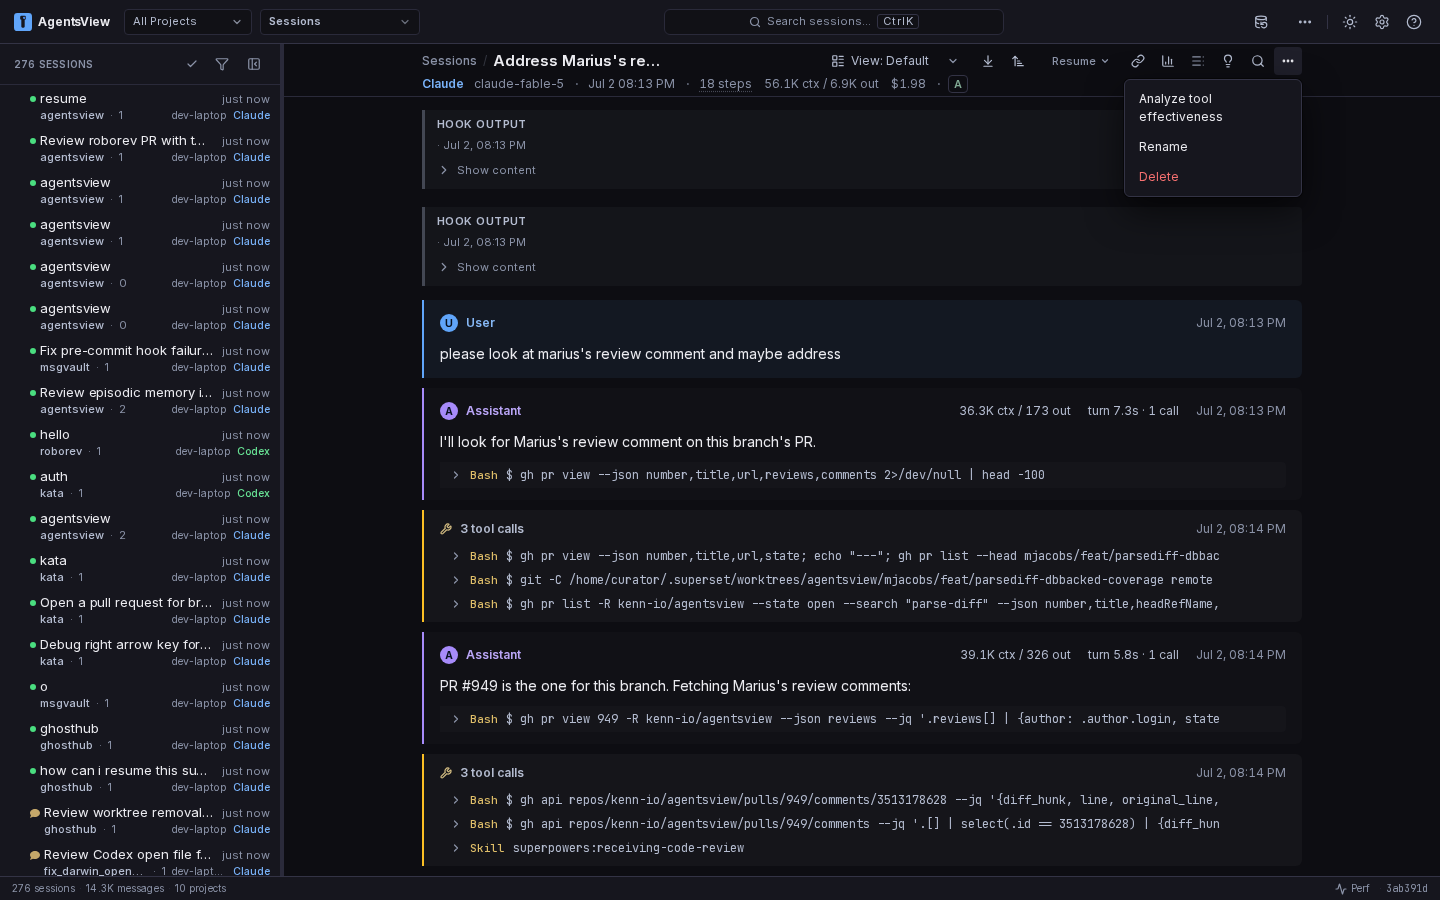 AgentsView
All Projects
Sessions
Search sessions... CtrlK
276 SESSIONS
resume just now
agentsview · 1 dev-laptop Claude
Review roborev PR with t... just now
agentsview · 1 dev-laptop Claude
agentsview just now
agentsview · 1 dev-laptop Claude
agentsview just now
agentsview · 1 dev-laptop Claude
agentsview just now
agentsview · 0 dev-laptop Claude
agentsview just now
agentsview · 0 dev-laptop Claude
Fix pre-commit hook failur... just now
msgvault · 1 dev-laptop Claude
Review episodic memory i... just now
agentsview · 2 dev-laptop Claude
hello just now
roborev · 1 dev-laptop Codex
auth just now
kata · 1 dev-laptop Codex
agentsview just now
agentsview · 2 dev-laptop Claude
kata just now
kata · 1 dev-laptop Claude
Open a pull request for br... just now
kata · 1 dev-laptop Claude
Debug right arrow key for... just now
kata · 1 dev-laptop Claude
o just now
msgvault · 1 dev-laptop Claude
ghosthub just now
ghosthub · 1 dev-laptop Claude
how can i resume this su... just now
ghosthub · 1 dev-laptop Claude
Review worktree removal... just now
ghosthub · 1 dev-laptop Claude
Review Codex open file f... just now
fix_darwin_open... · 1 dev-lapt... Claude
Sessions / Address Marius's re...
View: Default
Resume
Claude claude-fable-5 · Jul 2 08:13 PM · 18 steps 56.1K ctx / 6.9K out $1.98 · A
Analyze tool
effectiveness
Rename
Delete
HOOK OUTPUT
· Jul 2, 08:13 PM
Show content
HOOK OUTPUT
· Jul 2, 08:13 PM
Show content
U User Jul 2, 08:13 PM
please look at marius's review comment and maybe address
A Assistant 36.3K ctx / 173 out turn 7.3s · 1 call Jul 2, 08:13 PM
I'll look for Marius's review comment on this branch's PR.
Bash $ gh pr view --json number,title,url,reviews,comments 2>/dev/null | head -100
3 tool calls Jul 2, 08:14 PM
Bash $ gh pr view --json number,title,url,state; echo "---"; gh pr list --head mjacobs/feat/parsediff-dbbac
Bash $ git -C /home/curator/.superset/worktrees/agentsview/mjacobs/feat/parsediff-dbbacked-coverage remote
Bash $ gh pr list -R kenn-io/agentsview --state open --search "parse-diff" --json number,title,headRefName,
A Assistant 39.1K ctx / 326 out turn 5.8s · 1 call Jul 2, 08:14 PM
PR #949 is the one for this branch. Fetching Marius's review comments:
Bash $ gh pr view 949 -R kenn-io/agentsview --json reviews --jq '.reviews[] | {author: .author.login, state
3 tool calls Jul 2, 08:14 PM
Bash $ gh api repos/kenn-io/agentsview/pulls/949/comments/3513178628 --jq '{diff_hunk, line, original_line,
Bash $ gh api repos/kenn-io/agentsview/pulls/949/comments --jq '.[] | select(.id == 3513178628) | {diff_hun
Skill superpowers:receiving-code-review
276 sessions 14.3K messages 10 projects
Perf 3ab391d